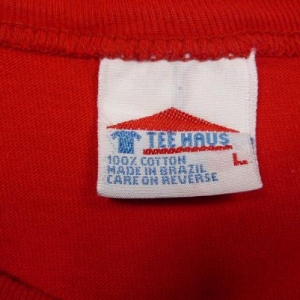 TEE HAUS
100% COTTON
MADE IN BRAZIL
CARE ON REVERSE
L